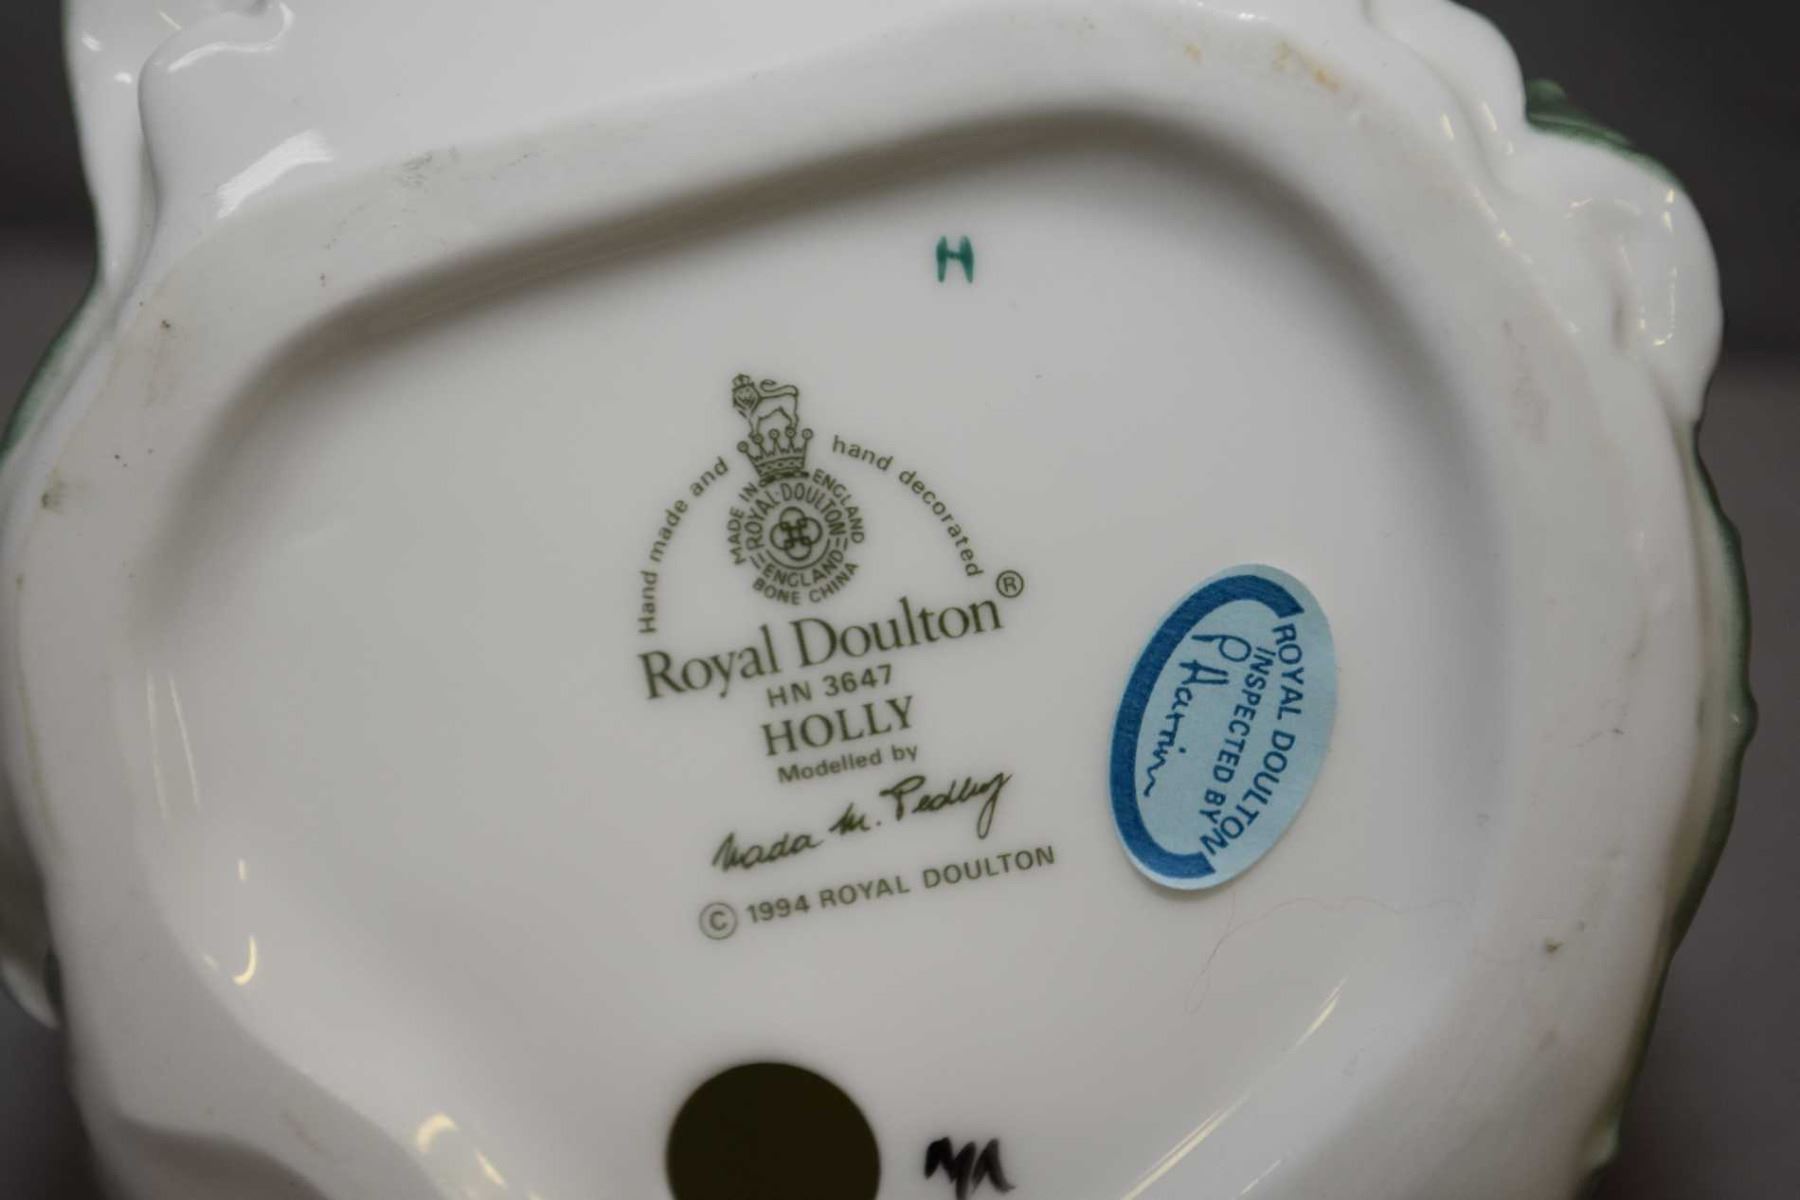 H
Hand made and hand decorated
MADE IN ENGLAND
ROYAL·DOULTON
ENGLAND
BONE CHINA
Royal Doulton®
HN 3647
HOLLY
Modelled by
Nada M. Pedley
© 1994 ROYAL DOULTON
ROYAL DOULTON
INSPECTED BY